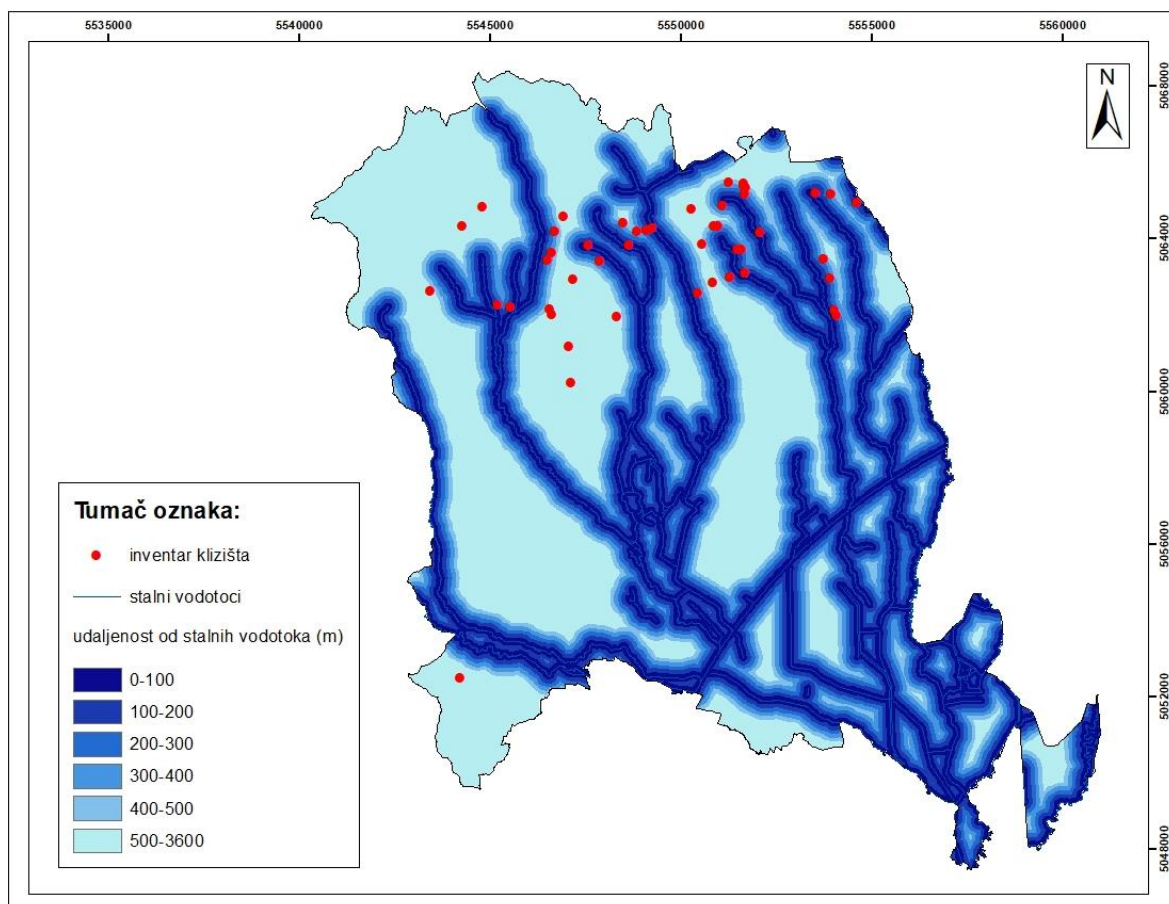 5535000 5540000 5545000 5550000 5555000 5560000
N
5068000
5064000
5060000
5056000
5052000
5048000
Tumač oznaka:
inventar klizišta
stalni vodotoci
udaljenost od stalnih vodotoka (m)
0-100
100-200
200-300
300-400
400-500
500-3600